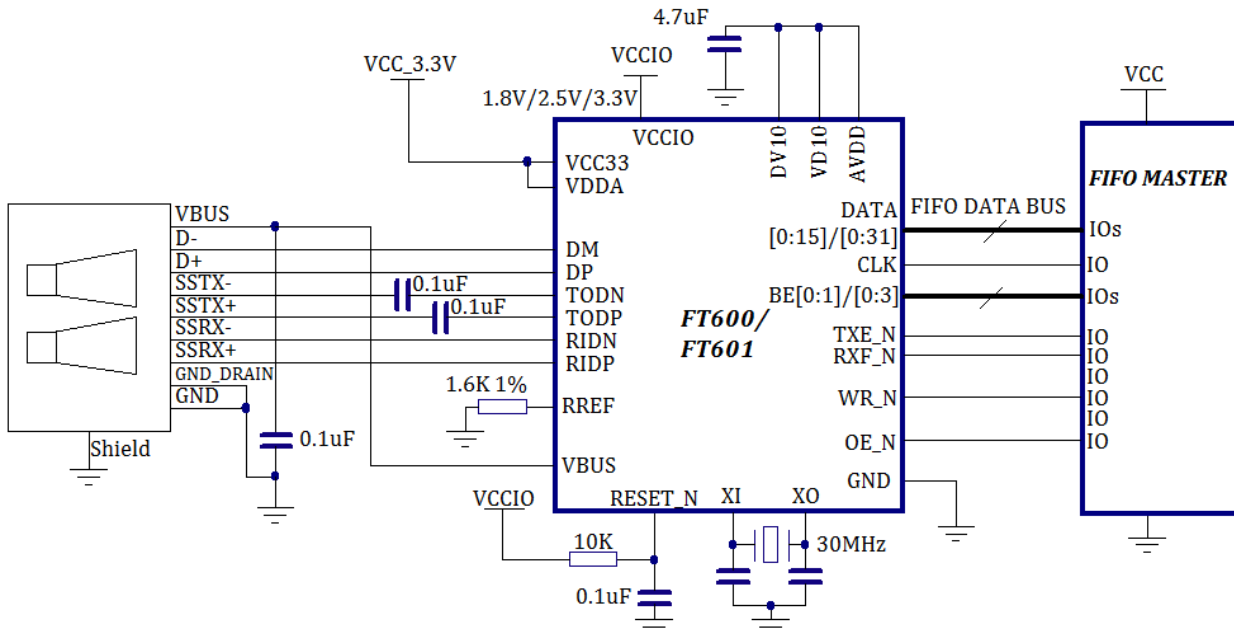 4.7uF
VCCIO
VCC_3.3V
VCC
1.8V/2.5V/3.3V
VCCIO
DV10
VD10
AVDD
VCC33
VDDA
FIFO MASTER
VBUS
DATA
FIFO DATA BUS
[0:15]/[0:31]
IOs
D-
DM
D+
DP
CLK
IO
SSTX-
0.1uF
TODN
BE[0:1]/[0:3]
IOs
SSTX+
0.1uF
TODP
FT600/
FT601
SSRX-
RIDN
TXE_N
IO
SSRX+
RIDP
RXF_N
IO
GND_DRAIN
IO
GND
1.6K 1%
RREF
WR_N
IO
IO
Shield
0.1uF
OE_N
IO
VBUS
GND
VCCIO
RESET_N
XI
XO
10K
30MHz
0.1uF